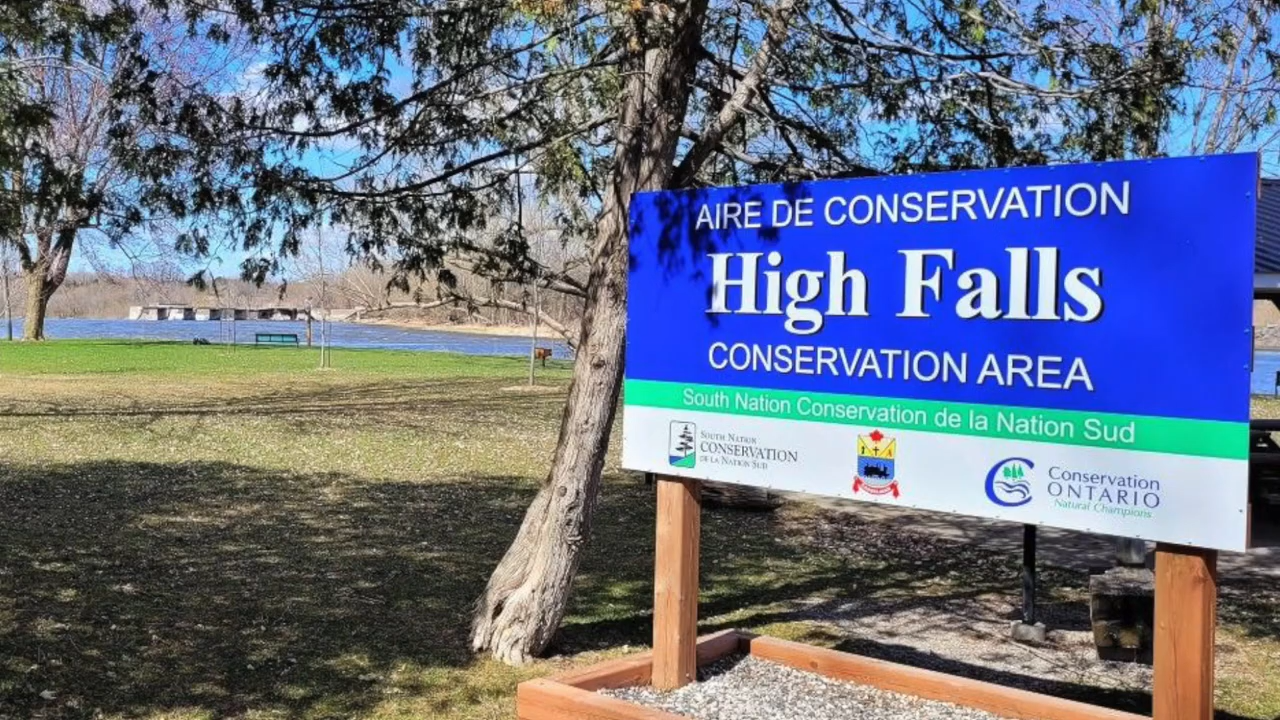 AIRE DE CONSERVATION
High Falls
CONSERVATION AREA
South Nation Conservation de la Nation Sud
SOUTH NATION
CONSERVATION
DE LA NATION SUD
Conservation
ONTARIO
Natural Champions